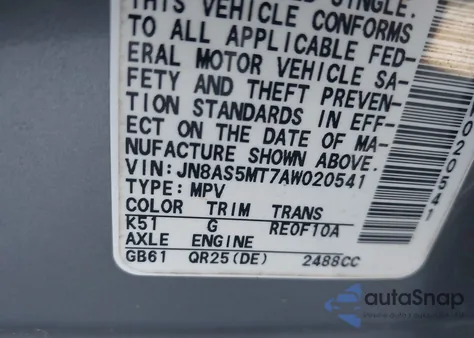 SINGLE.
THIS VEHICLE CONFORMS
TO ALL APPLICABLE FED-
ERAL MOTOR VEHICLE SA-
FETY AND THEFT PREVEN-
TION STANDARDS IN EFF-
ECT ON THE DATE OF MA-
NUFACTURE SHOWN ABOVE.
VIN: JN8AS5MT7AW020541
TYPE: MPV
COLOR TRIM TRANS
K51 G RE0F10A
AXLE ENGINE
GB61 QR25(DE) 2488CC
autoSnap